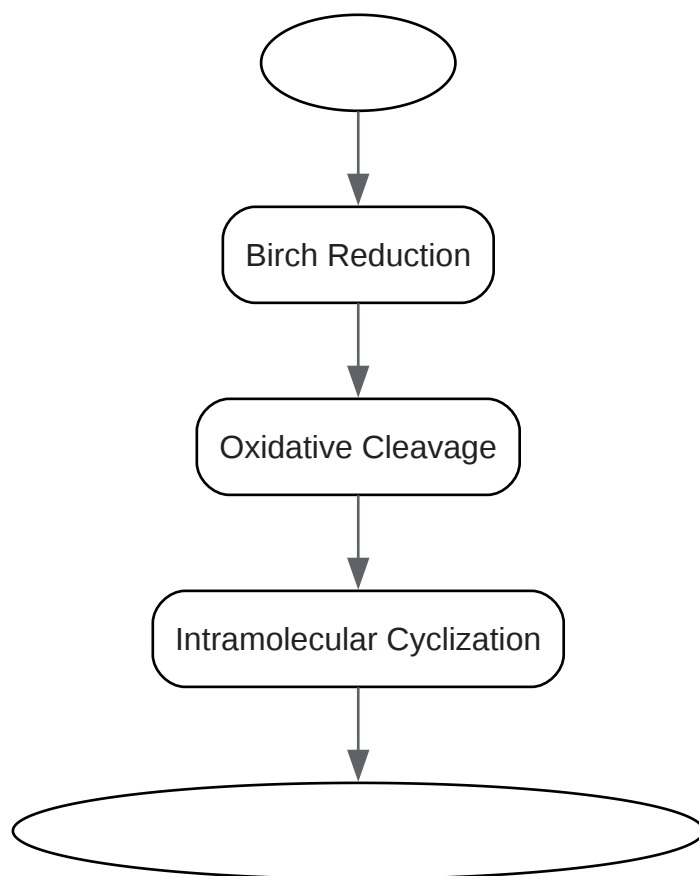 Birch Reduction
Oxidative Cleavage
Intramolecular Cyclization